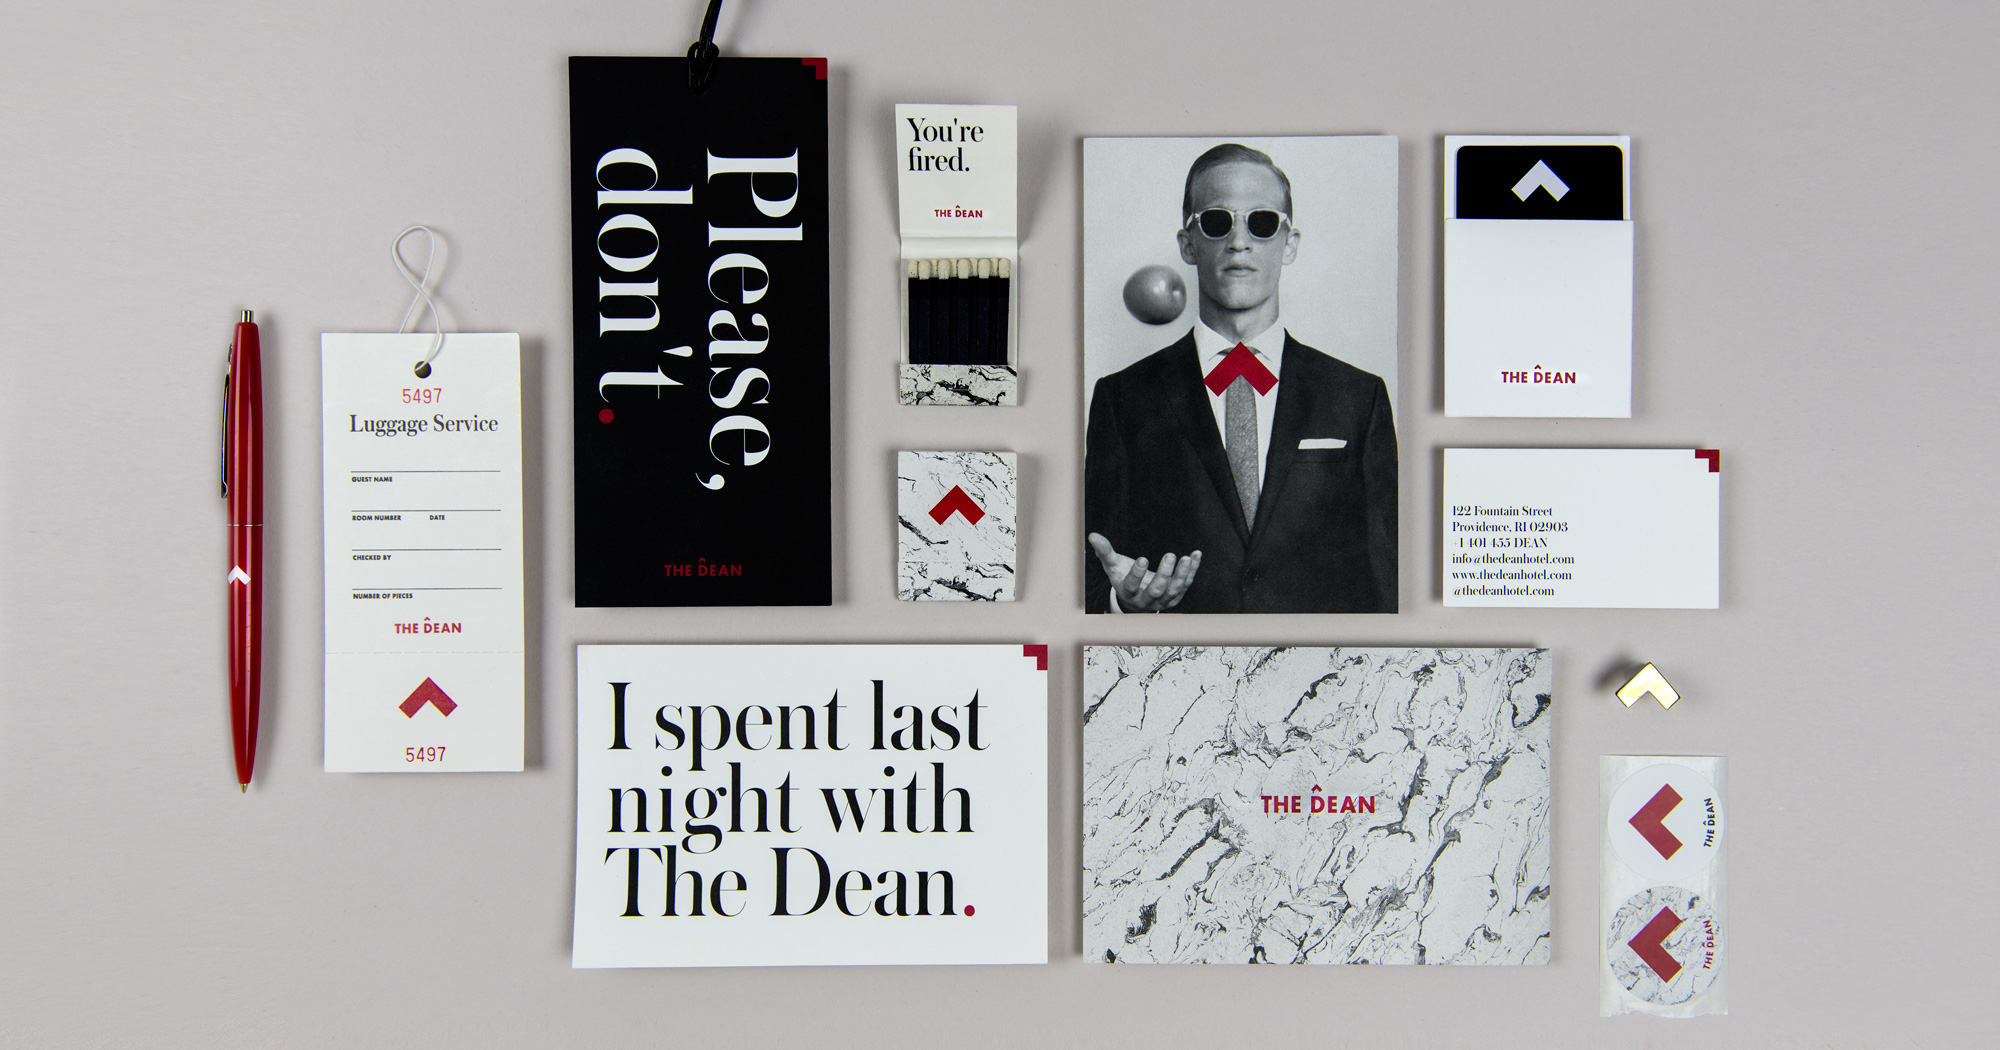 5497
Luggage Service
GUEST NAME
ROOM NUMBER DATE
CHECKED BY
NUMBER OF PIECES
THE DEAN
5497
Please,
don't.
THE DEAN
You're
fired.
THE DEAN
THE DEAN
122 Fountain Street
Providence, RI 02903
+1 401 455 DEAN
info@thedeanhotel.com
www.thedeanhotel.com
@thedeanhotel.com
I spent last
night with
The Dean.
THE DEAN
THE DEAN
THE DEAN